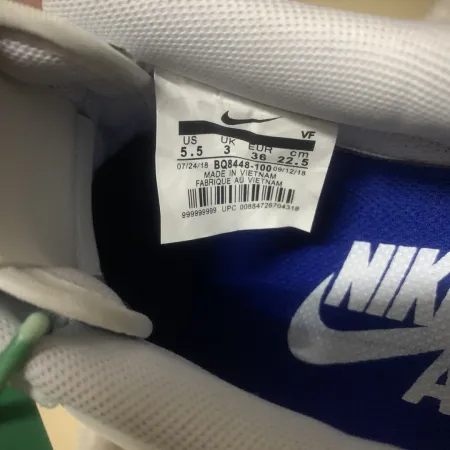 VF
US UK EUR cm
5.5 3 36 22.5
07/24/18 BQ8448-100 09/12/18
MADE IN VIETNAM
FABRIQUE AU VIETNAM
999999999 UPC 00884726704318
NIKE
A